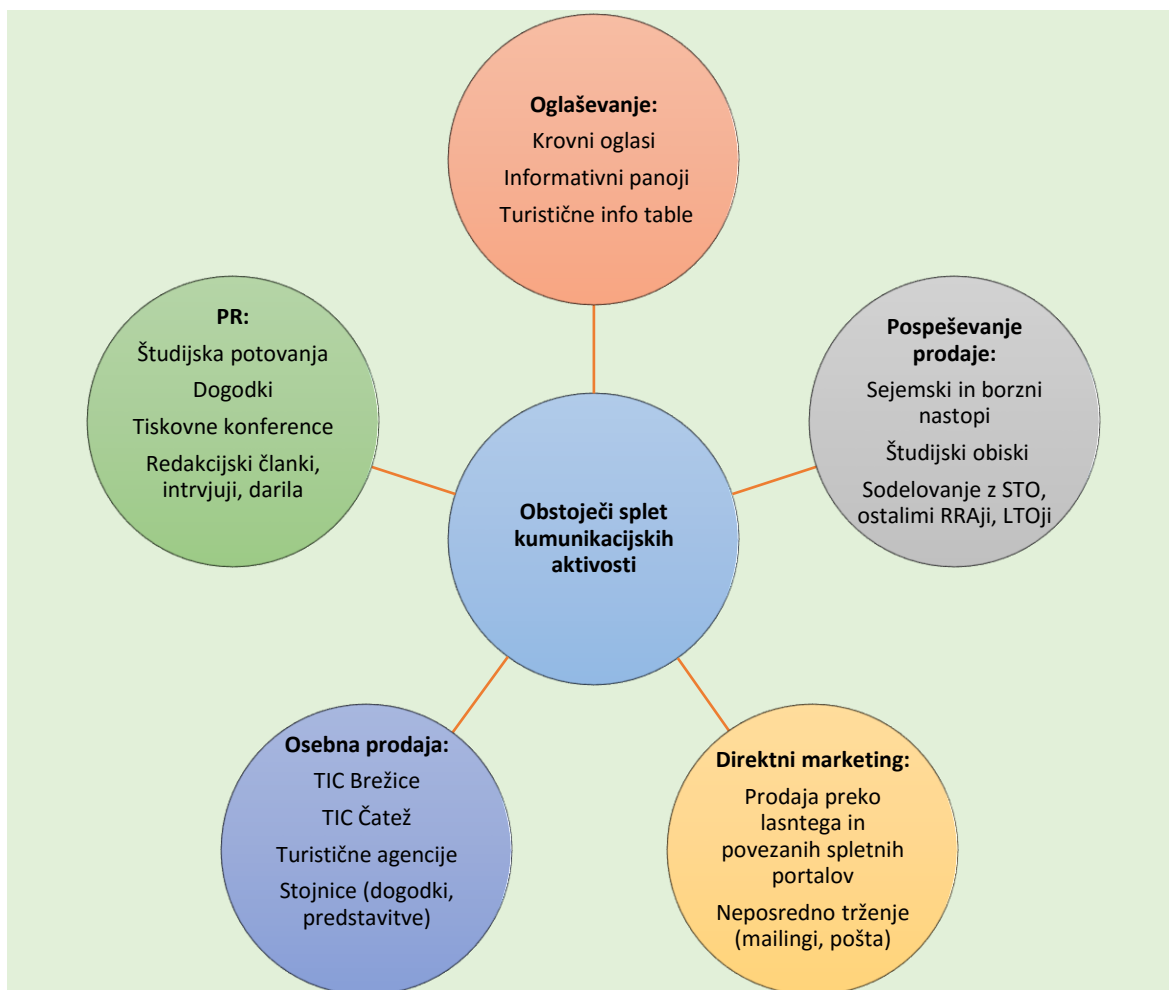 Oglaševanje:
Krovni oglasi
Informativni panoji
Turistične info table
PR:
Študijska potovanja
Dogodki
Tiskovne konference
Redakcijski članki,
intrvjuji, darila
Pospeševanje
prodaje:
Sejemski in borzni
nastopi
Študijski obiski
Sodelovanje z STO,
ostalimi RRAji, LTOji
Obstoječi splet
kumunikacijskih
aktivosti
Osebna prodaja:
TIC Brežice
TIC Čatež
Turistične agencije
Stojnice (dogodki,
predstavitve)
Direktni marketing:
Prodaja preko
lasntega in
povezanih spletnih
portalov
Neposredno trženje
(mailingi, pošta)